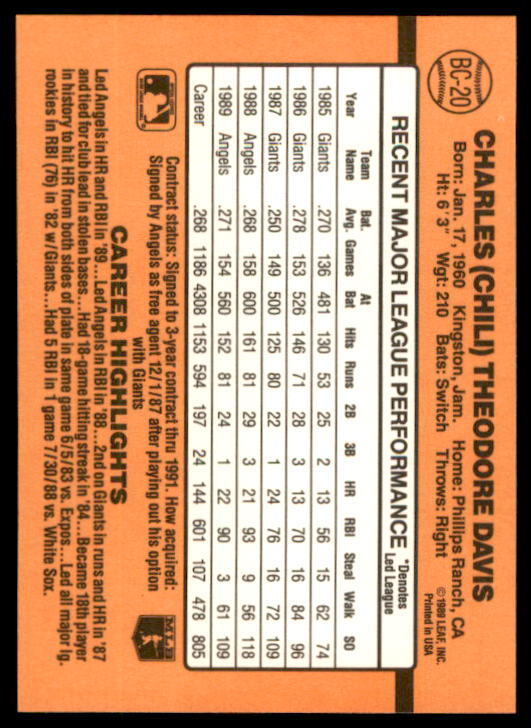 BC-20
CHARLES (CHILI) THEODORE DAVIS
Born: Jan. 17, 1960 Kingston, Jam. Home: Phillips Ranch, CA
Ht: 6' 3" Wgt: 210 Bats: Switch Throws: Right
©1989 LEAF, INC.
Printed in USA
RECENT MAJOR LEAGUE PERFORMANCE *Denotes Led League
Year Team Name Bat. Avg. Games At Bat Hits Runs 2B 3B HR RBI Steal Walk SO
1985 Giants .270 136 481 130 53 25 2 13 56 15 62 74
1986 Giants .278 153 526 146 71 28 3 13 70 16 84 96
1987 Giants .250 149 500 125 80 22 1 24 76 16 72 109
1988 Angels .268 158 600 161 81 29 3 21 93 9 56 118
1989 Angels .271 154 560 152 81 24 1 22 90 3 61 109
Career .268 1186 4308 1153 594 197 24 144 601 107 478 805
Contract status: Signed to 3-year contract thru 1991. How acquired:
Signed by Angels as free agent 12/1/87 after playing out his option
with Giants
CAREER HIGHLIGHTS
Led Angels in HR and RBI in '89...Led Angels in RBI in '88...2nd on Giants in runs and HR in '87
and tied for club lead in stolen bases...Had 18-game hitting streak in '84...Became 18th player
in history to hit HR from both sides of plate in same game 6/5/83 vs. Expos...Led all major lg.
rookies in RBI (76) in '82 w/Giants...Had 5 RBI in 1 game 7/30/88 vs. White Sox.